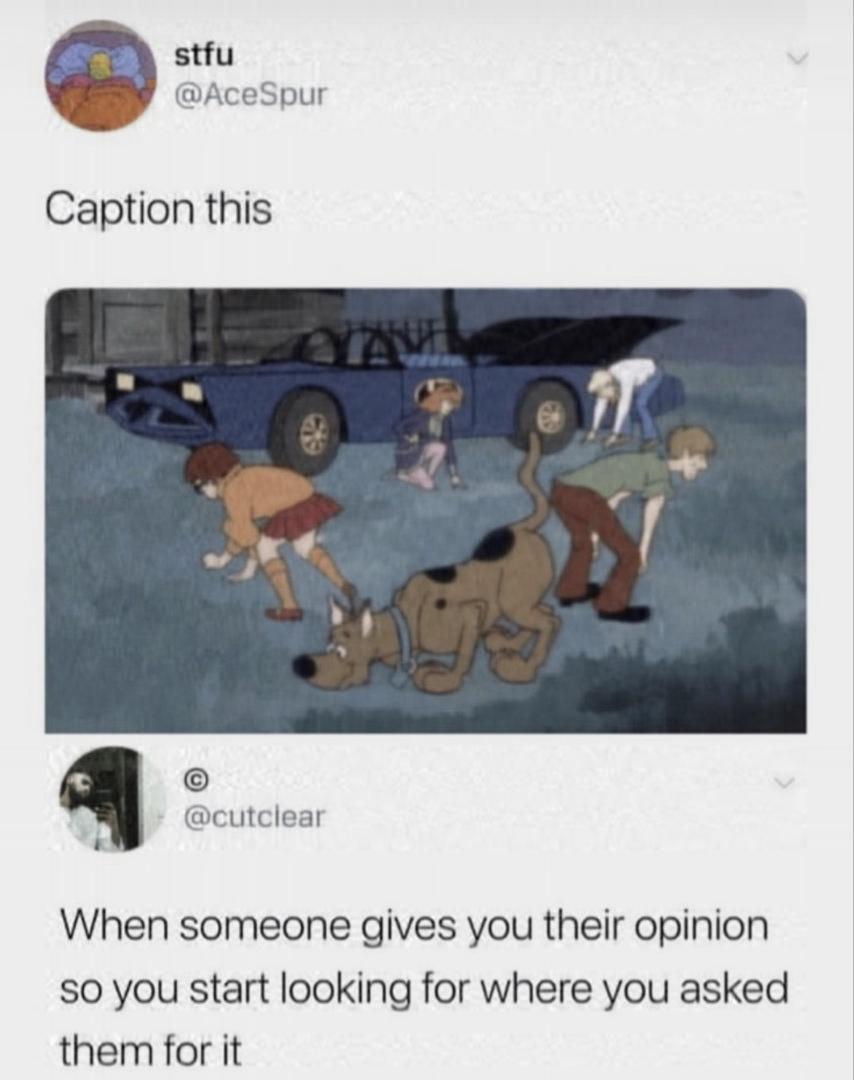 stfu
@AceSpur
Caption this
©
@cutclear
When someone gives you their opinion
so you start looking for where you asked
them for it